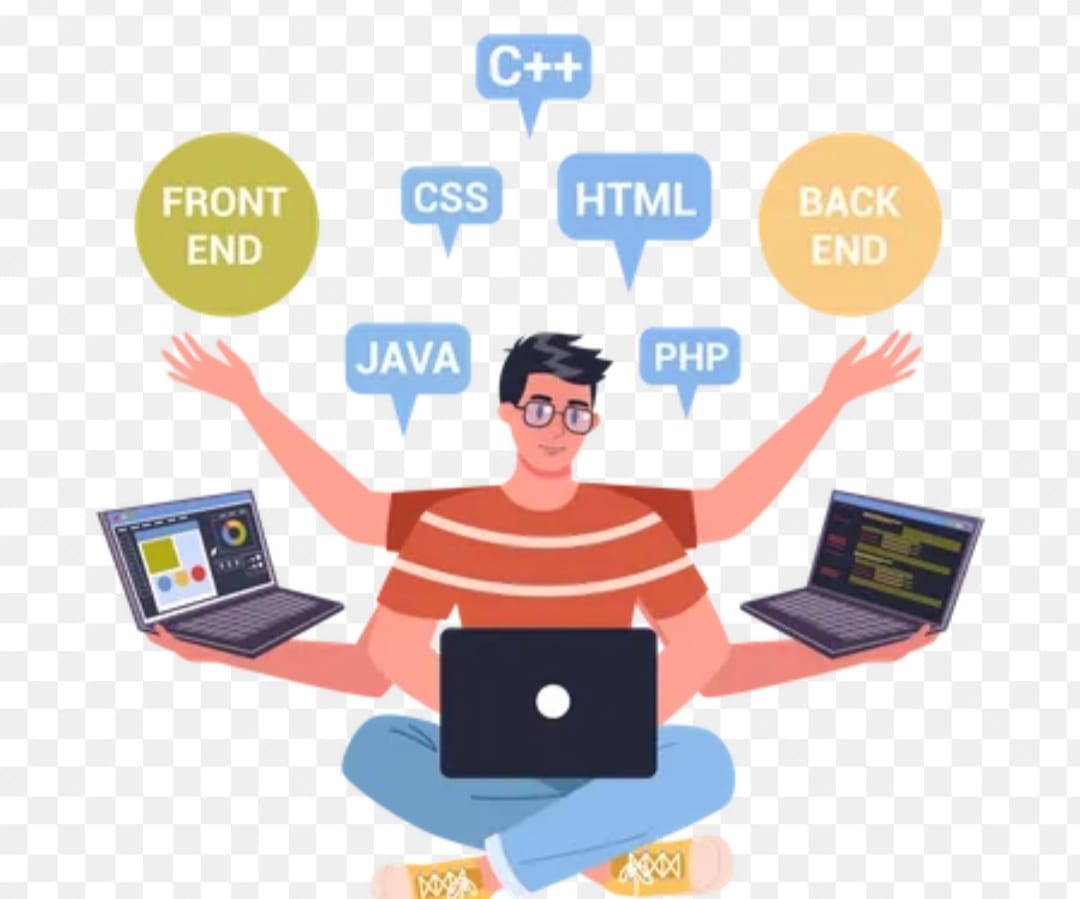 C++
FRONT
END
CSS
HTML
BACK
END
JAVA
PHP